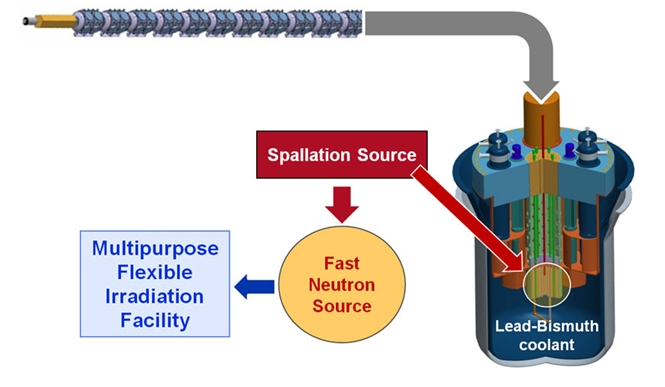 Spallation Source
Multipurpose
Flexible
Irradiation
Facility
Fast
Neutron
Source
Lead-Bismuth
coolant